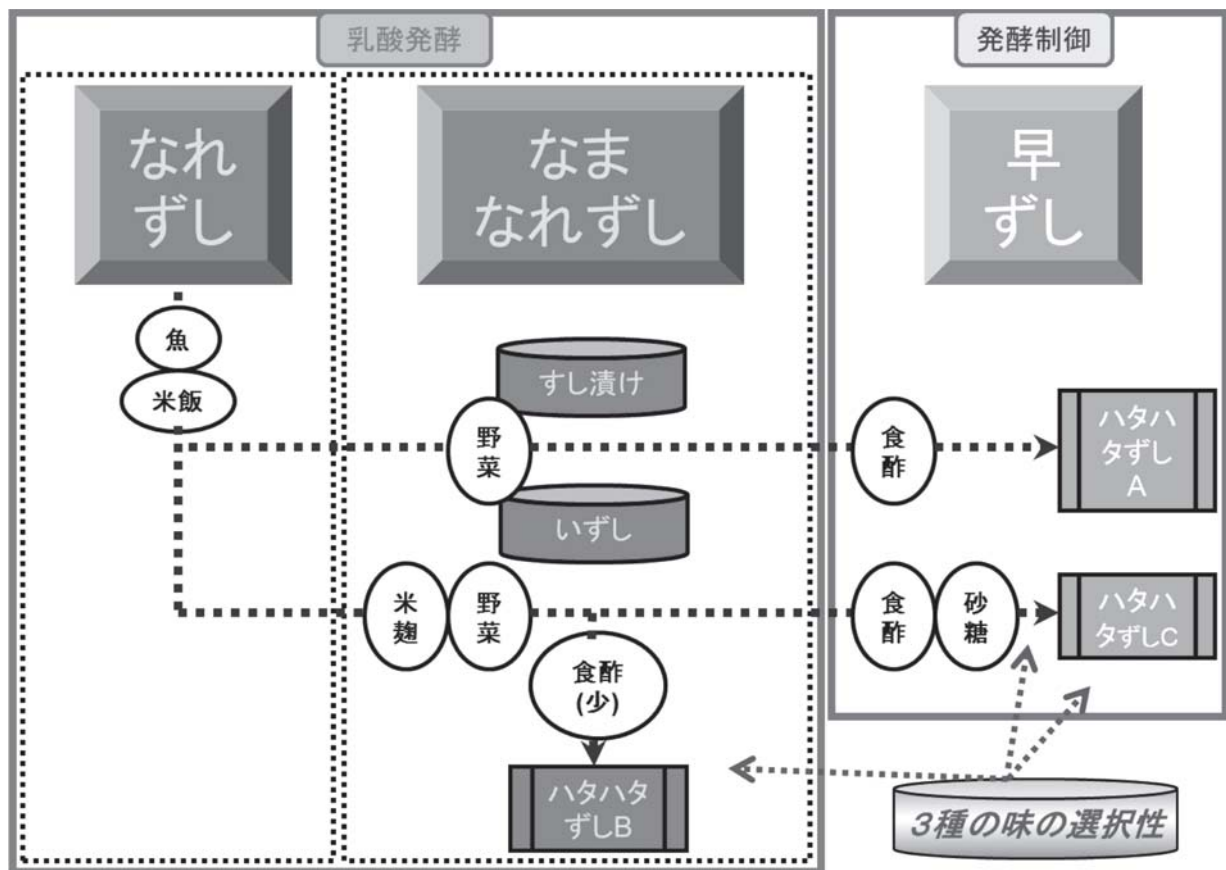 乳酸発酵
発酵制御
なれ
ずし
なま
なれずし
早
ずし
魚
米飯
すし漬け
野
菜
いずし
食
酢
ハタハ
タずし
A
米
麹
野
菜
食酢
(少)
食
酢
砂
糖
ハタハ
タずしC
ハタハタ
ずしB
3種の味の選択性